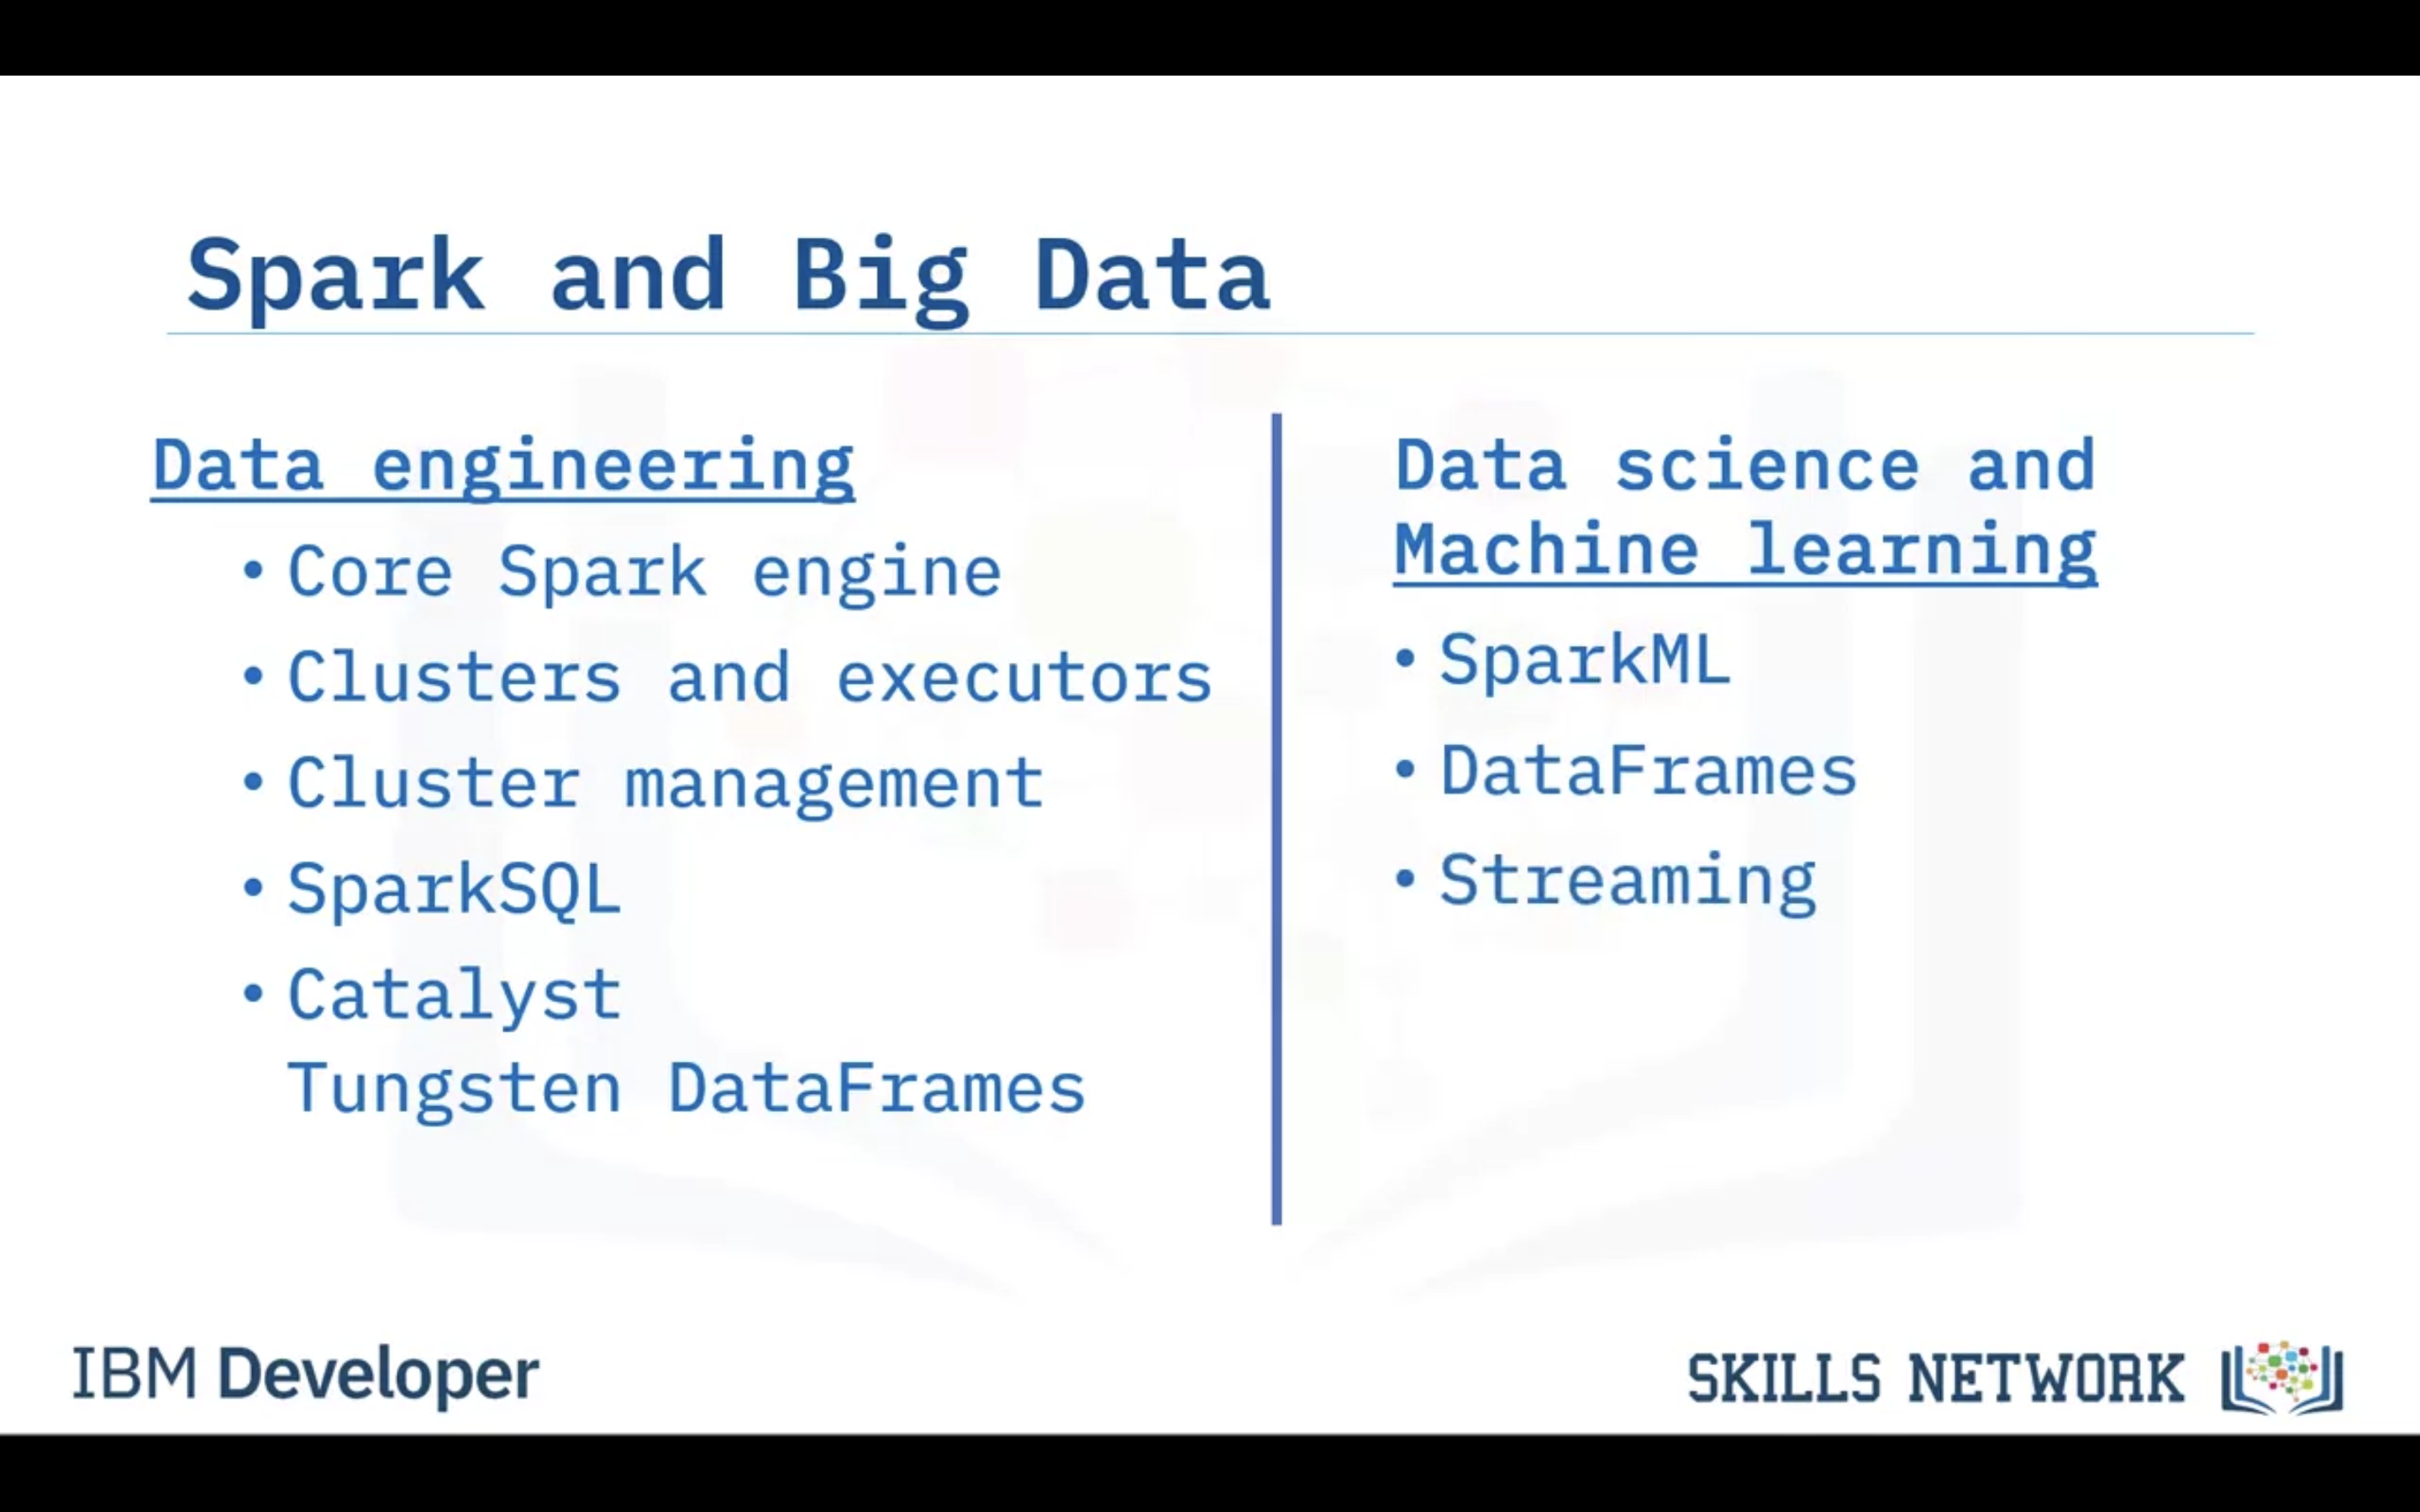 Spark and Big Data
Data engineering
• Core Spark engine
• Clusters and executors
• Cluster management
• SparkSQL
• Catalyst
Tungsten DataFrames
Data science and
Machine learning
• SparkML
• DataFrames
• Streaming
IBM Developer
SKILLS NETWORK